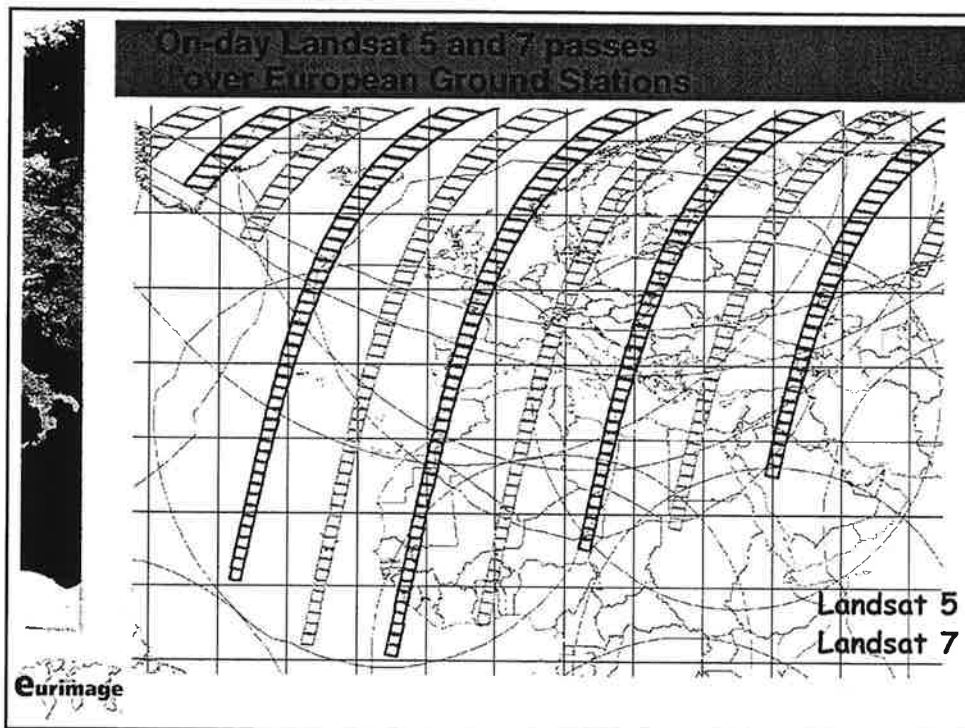 On-day Landsat 5 and 7 passes
over European Ground Stations
Landsat 5
Landsat 7
eurimage